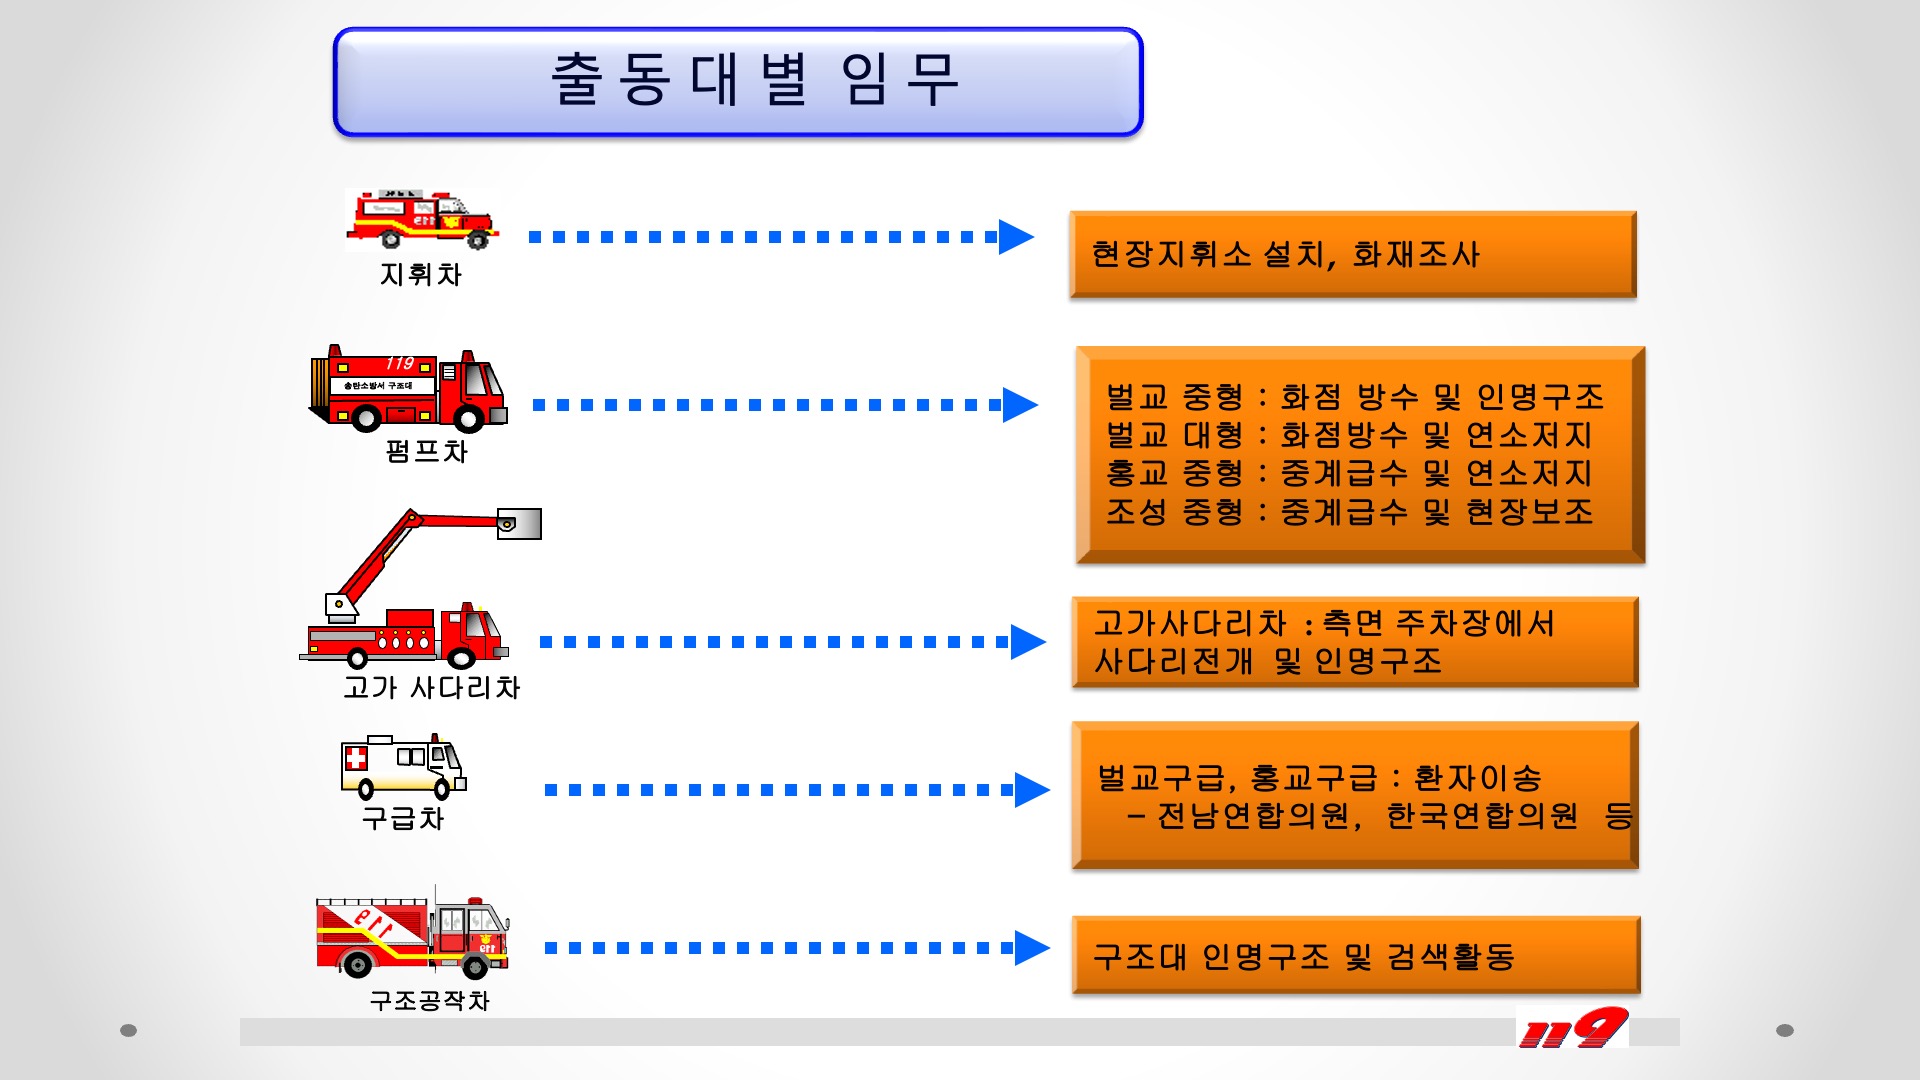 출동대별 임무
지휘차
현장지휘소 설치, 화재조사
119
송탄소방서 구조대
펌프차
벌교 중형 : 화점 방수 및 인명구조
벌교 대형 : 화점방수 및 연소저지
홍교 중형 : 중계급수 및 연소저지
조성 중형 : 중계급수 및 현장보조
고가 사다리차
고가사다리차 : 측면 주차장에서
사다리전개 및 인명구조
구급차
벌교구급, 홍교구급 : 환자이송
– 전남연합의원, 한국연합의원 등
119
119
구조공작차
구조대 인명구조 및 검색활동
119